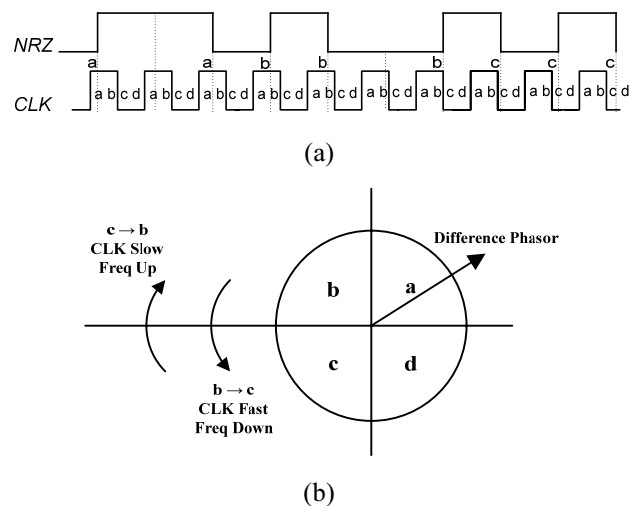 NRZ
a a b b b c c c
CLK
a b c d a b c d a b c d a b c d a b c d a b c d a b c d a b c d a b c d a b c d
(a)
c → b
CLK Slow
Freq Up
Difference Phasor
b a
c d
b → c
CLK Fast
Freq Down
(b)